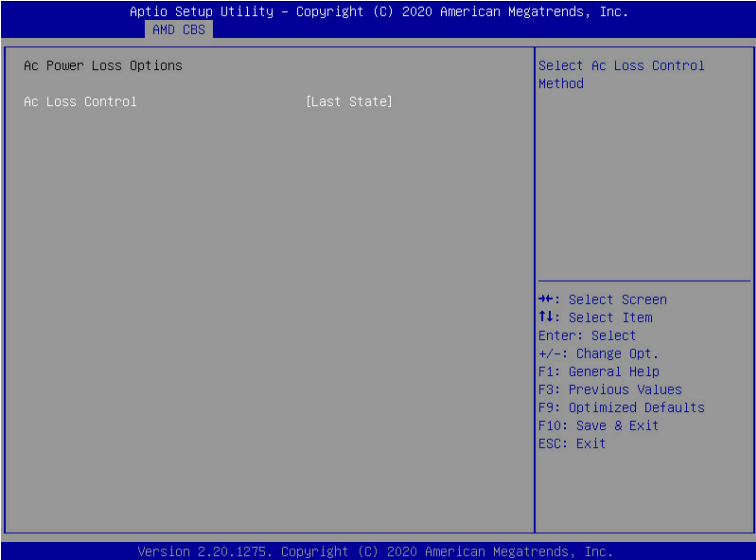 Aptio Setup Utility – Copyright (C) 2020 American Megatrends, Inc.
AMD CBS
Ac Power Loss Options
Ac Loss Control [Last State]
Select Ac Loss Control
Method
→←: Select Screen
↑↓: Select Item
Enter: Select
+/-: Change Opt.
F1: General Help
F3: Previous Values
F9: Optimized Defaults
F10: Save & Exit
ESC: Exit
Version 2.20.1275. Copyright (C) 2020 American Megatrends, Inc.